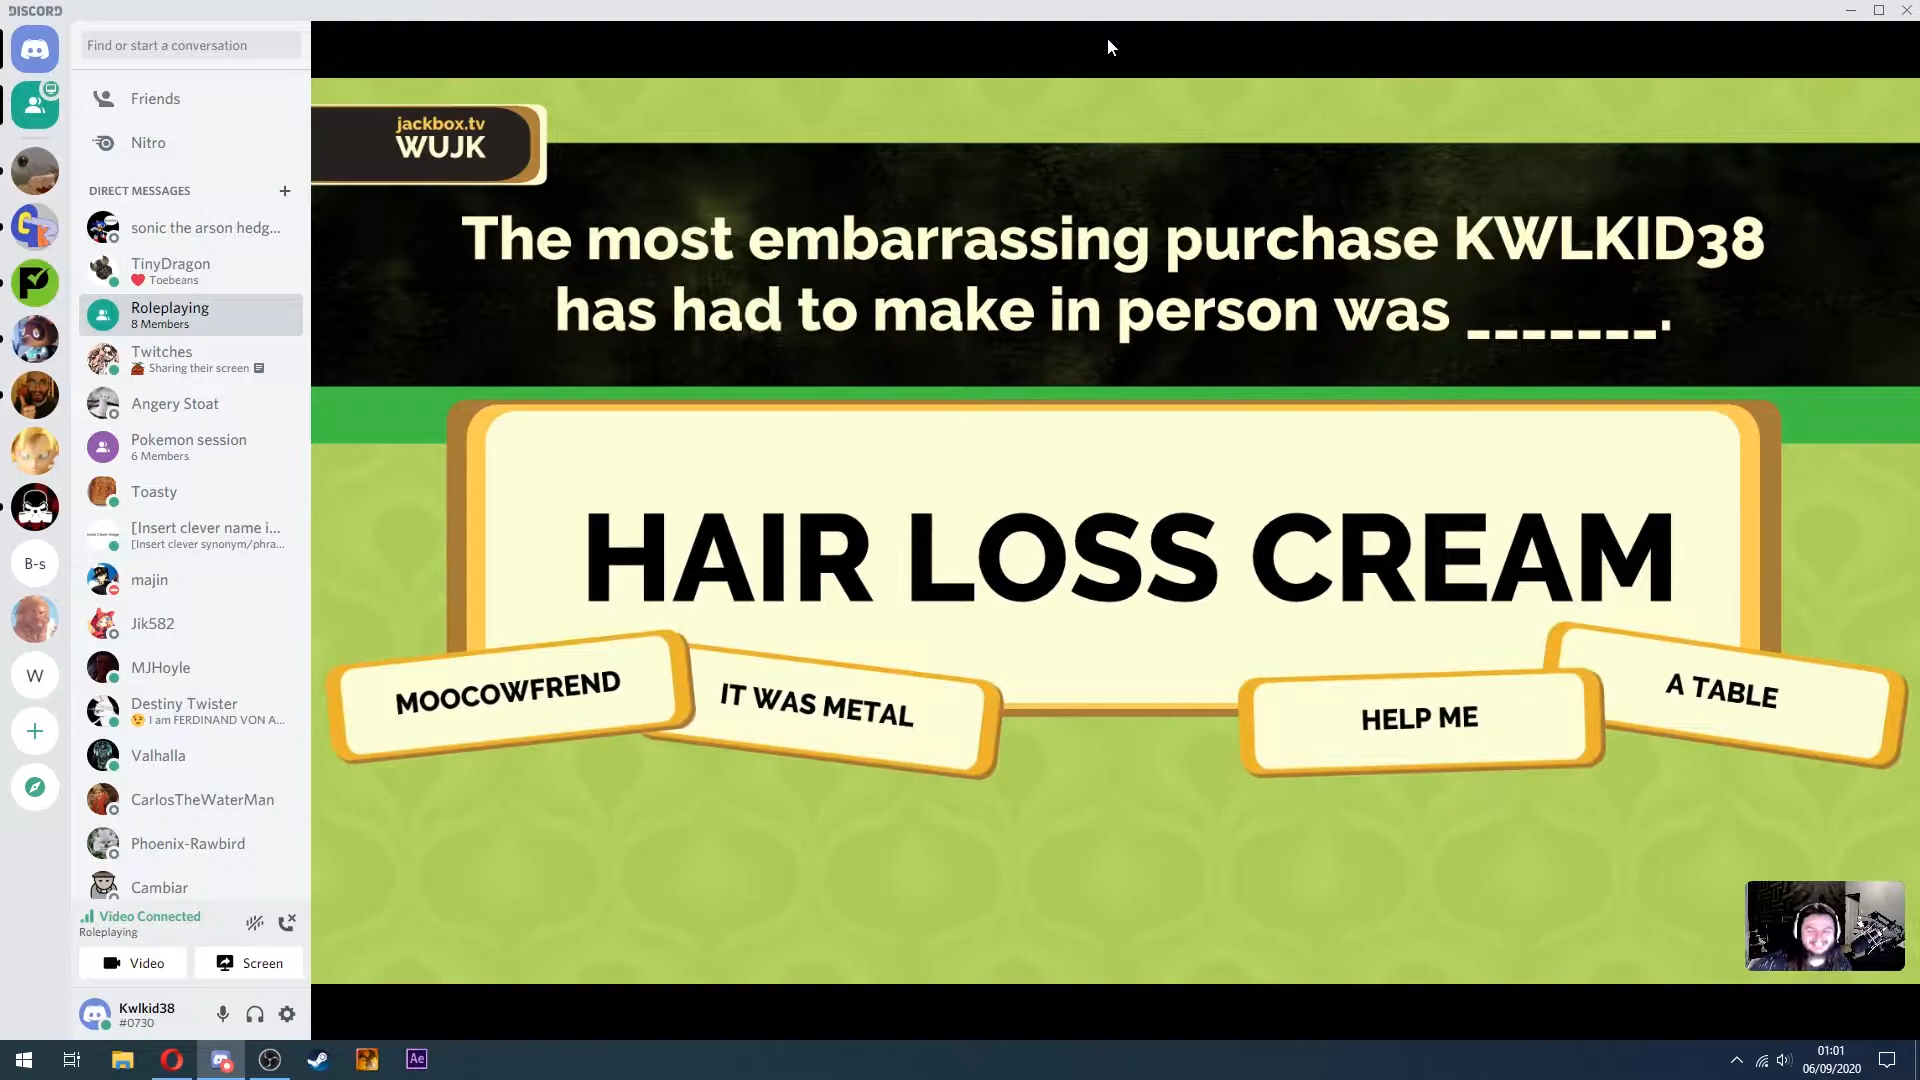 DISCORD
Find or start a conversation
Friends
Nitro
DIRECT MESSAGES
sonic the arson hedg...
TinyDragon
Toebeans
Roleplaying
8 Members
Twitches
Sharing their screen
Angery Stoat
Pokemon session
6 Members
Toasty
[Insert clever name i...
[Insert clever synonym/phra...
majin
Jik582
MJHoyle
Destiny Twister
I am FERDINAND VON A...
Valhalla
CarlosTheWaterMan
Phoenix-Rawbird
Cambiar
Video Connected
Roleplaying
Video
Screen
Kwlkid38
#0730
B-s
W
jackbox.tv
WUJK
The most embarrassing purchase KWLKID38
has had to make in person was _______.
HAIR LOSS CREAM
MOOCOWFREND
IT WAS METAL
HELP ME
A TABLE
Ae
01:01
06/09/2020